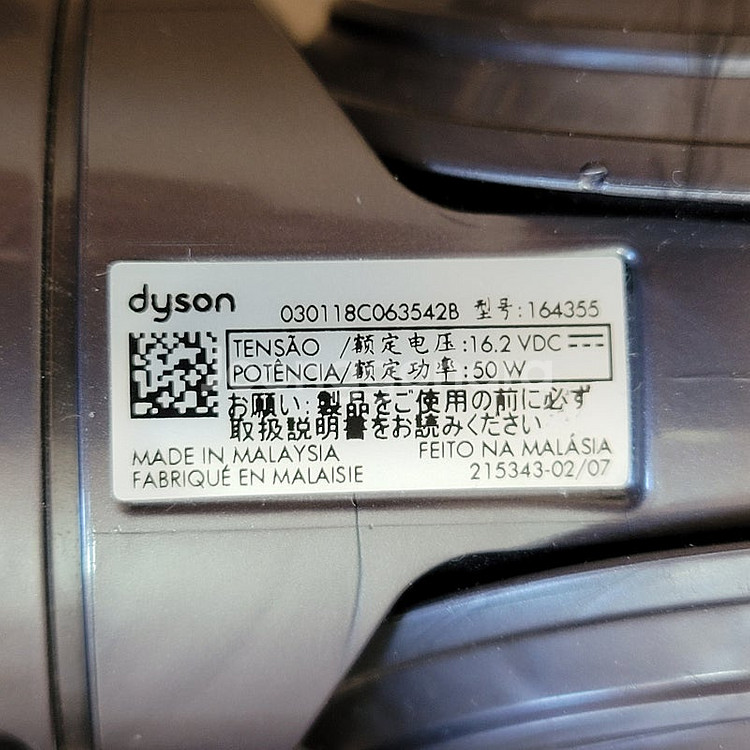 dyson
030118C063542B 型号:164355
TENSÃO /额定电压:16.2 VDC
POTÊNCIA/额定功率:50 W
お願い:製品をご使用の前に必ず
取扱説明書をお読みください
MADE IN MALAYSIA FEITO NA MALÁSIA
FABRIQUÉ EN MALAISIE 215343-02/07